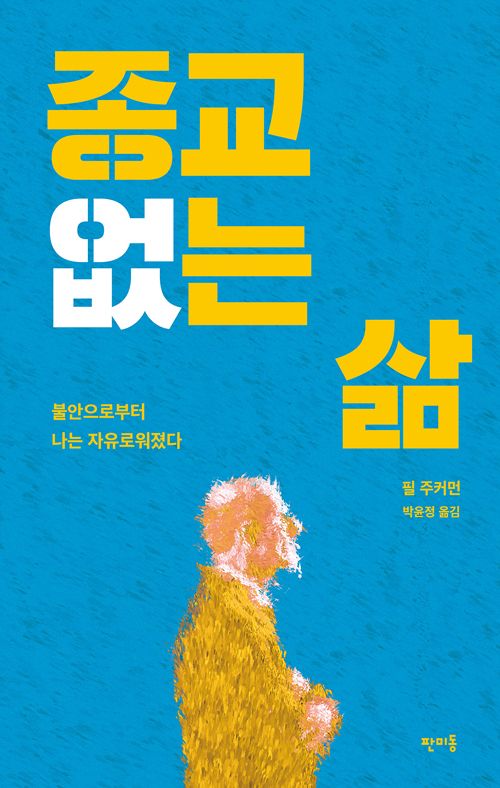 종교
없는
삶
불안으로부터
나는 자유로워졌다
필 주커먼
박윤정 옮김
판미동